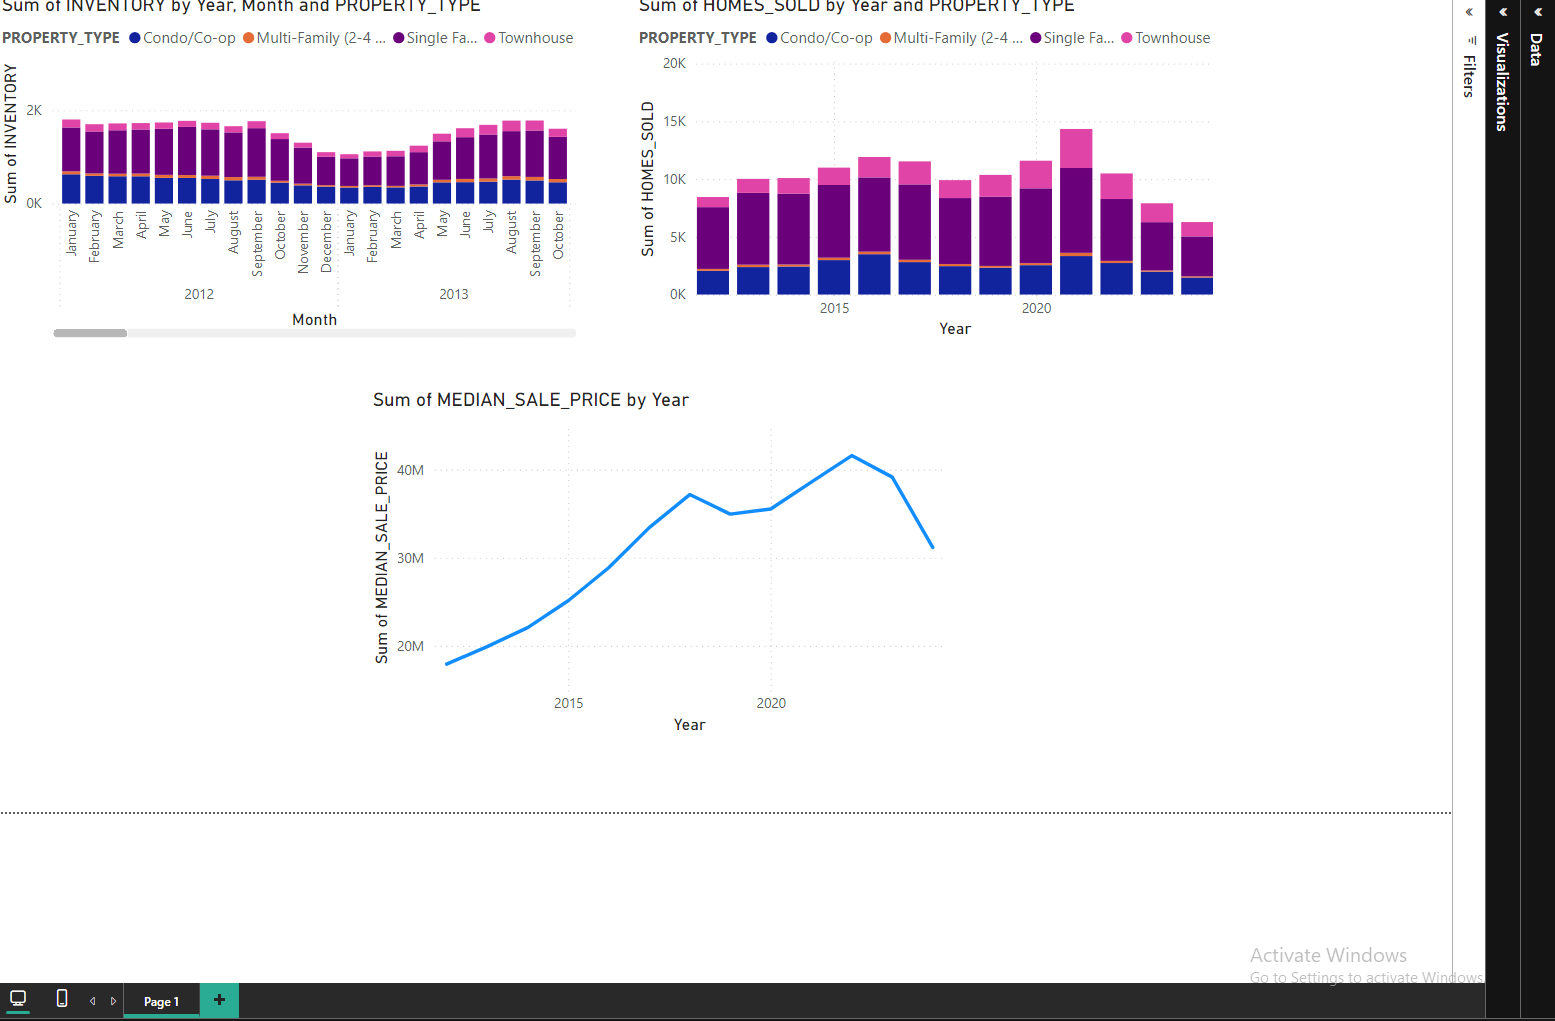 Sum of INVENTORY by Year, Month and PROPERTY_TYPE
PROPERTY_TYPE Condo/Co-op Multi-Family (2-4 ... Single Fa... Townhouse
Sum of INVENTORY
2K
0K
January
February
March
April
May
June
July
August
September
October
November
December
January
February
March
April
May
June
July
August
September
October
2012
2013
Month
Sum of HOMES_SOLD by Year and PROPERTY_TYPE
PROPERTY_TYPE Condo/Co-op Multi-Family (2-4 ... Single Fa... Townhouse
Sum of HOMES_SOLD
20K
15K
10K
5K
0K
2015
2020
Year
Sum of MEDIAN_SALE_PRICE by Year
Sum of MEDIAN_SALE_PRICE
40M
30M
20M
2015
2020
Year
Filters
Visualizations
Data
Activate Windows
Go to Settings to activate Windows
Page 1